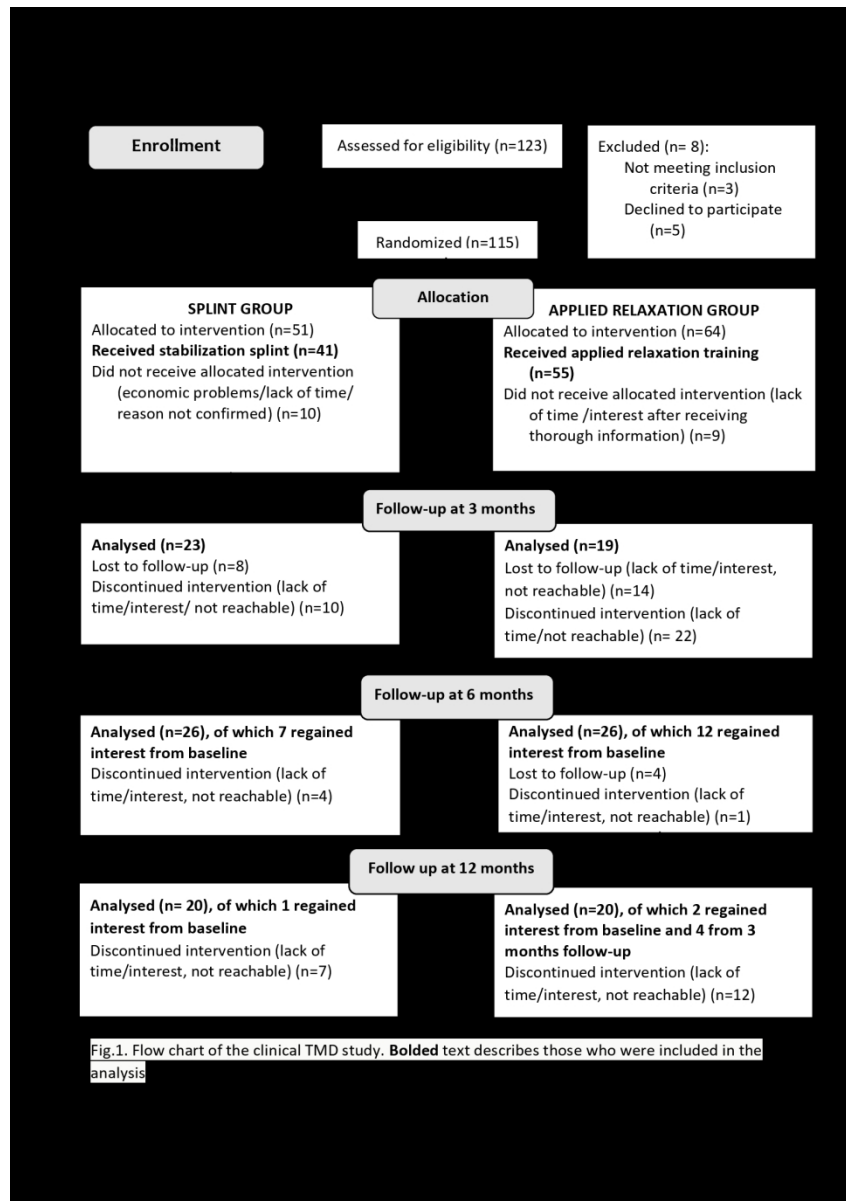 Enrollment
Assessed for eligibility (n=123)
Excluded (n= 8):
Not meeting inclusion
criteria (n=3)
Declined to participate
(n=5)
Randomized (n=115)
Allocation
SPLINT GROUP
Allocated to intervention (n=51)
Received stabilization splint (n=41)
Did not receive allocated intervention
(economic problems/lack of time/
reason not confirmed) (n=10)
APPLIED RELAXATION GROUP
Allocated to intervention (n=64)
Received applied relaxation training
(n=55)
Did not receive allocated intervention (lack
of time /interest after receiving
thorough information) (n=9)
Follow-up at 3 months
Analysed (n=23)
Lost to follow-up (n=8)
Discontinued intervention (lack of
time/interest/ not reachable) (n=10)
Analysed (n=19)
Lost to follow-up (lack of time/interest,
not reachable) (n=14)
Discontinued intervention (lack of
time/not reachable) (n= 22)
Follow-up at 6 months
Analysed (n=26), of which 7 regained
interest from baseline
Discontinued intervention (lack of
time/interest, not reachable) (n=4)
Analysed (n=26), of which 12 regained
interest from baseline
Lost to follow-up (n=4)
Discontinued intervention (lack of
time/interest, not reachable) (n=1)
Follow up at 12 months
Analysed (n= 20), of which 1 regained
interest from baseline
Discontinued intervention (lack of
time/interest, not reachable) (n=7)
Analysed (n=20), of which 2 regained
interest from baseline and 4 from 3
months follow-up
Discontinued intervention (lack of
time/interest, not reachable) (n=12)
Fig.1. Flow chart of the clinical TMD study. Bolded text describes those who were included in the
analysis